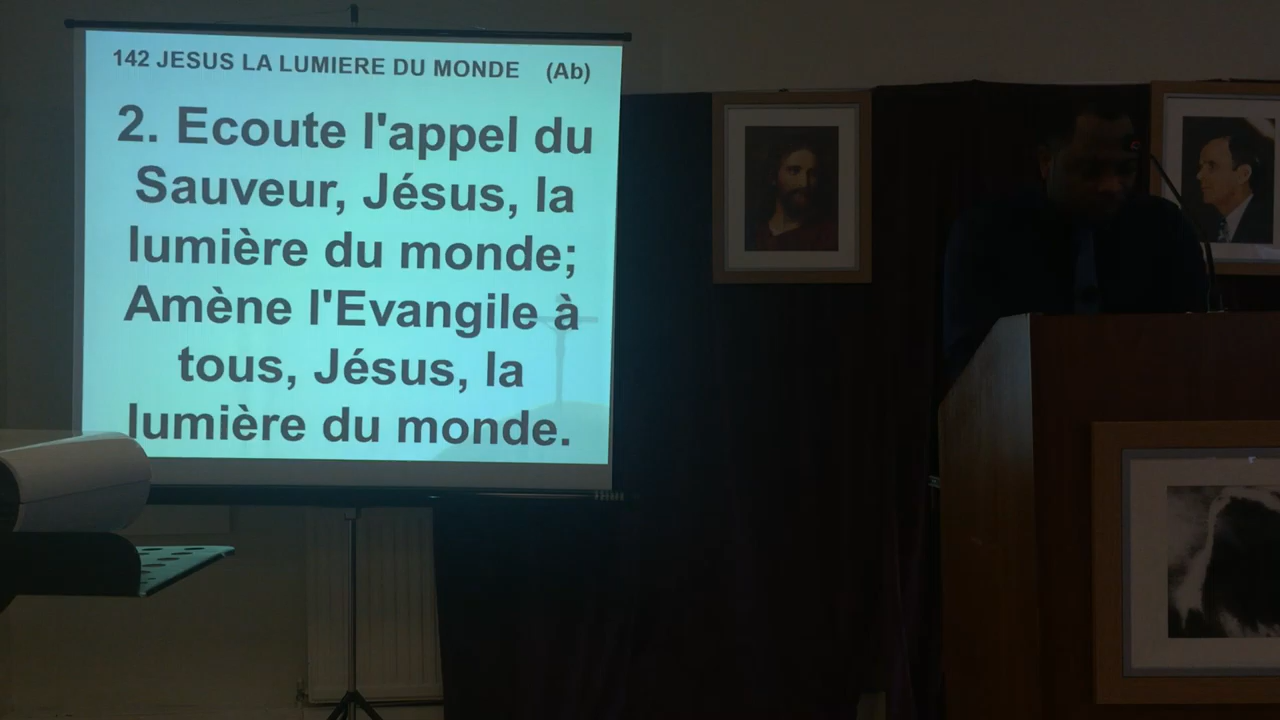 142 JESUS LA LUMIERE DU MONDE (Ab)
2. Ecoute l'appel du
Sauveur, Jésus, la
lumière du monde;
Amène l'Evangile à
tous, Jésus, la
lumière du monde.